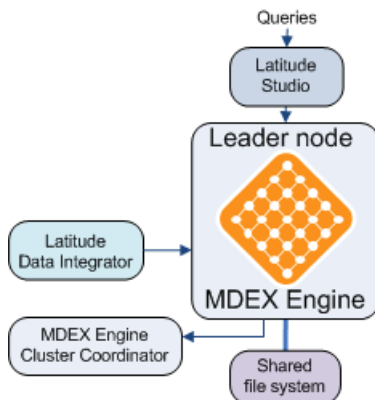 Queries
Latitude
Studio
Leader node
MDEX Engine
Latitude
Data Integrator
MDEX Engine
Cluster Coordinator
Shared
file system